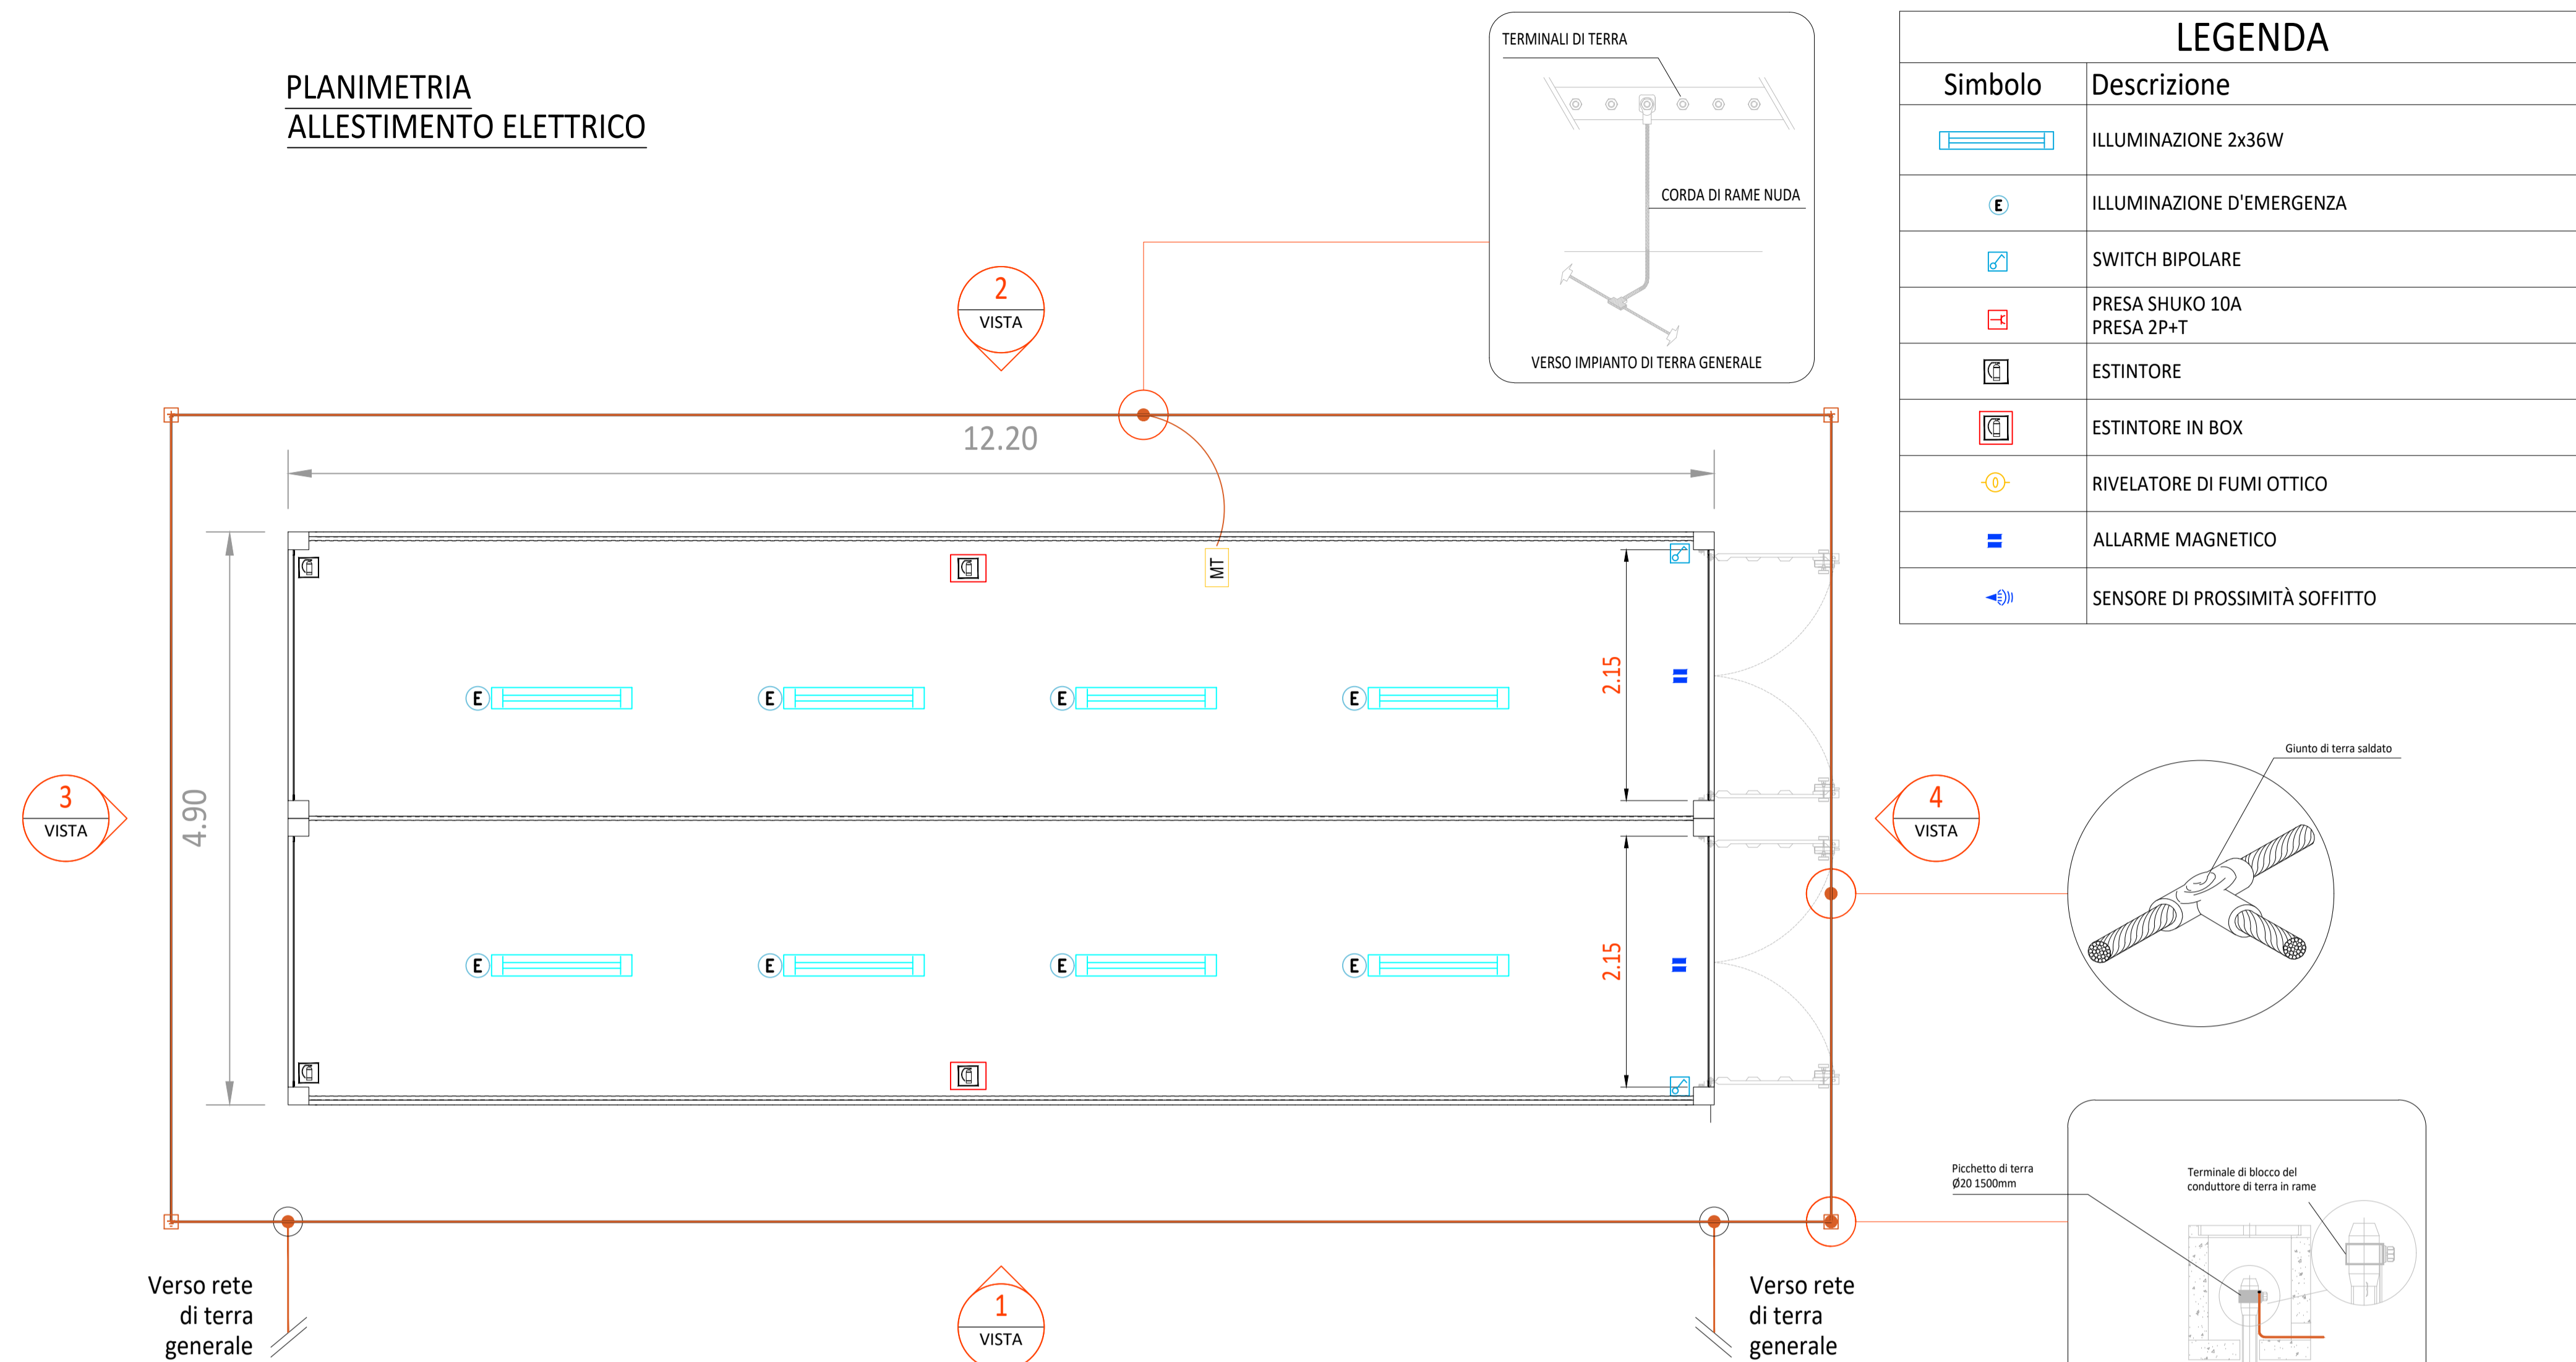 PLANIMETRIA
ALLESTIMENTO ELETTRICO
TERMINALI DI TERRA
CORDA DI RAME NUDA
VERSO IMPIANTO DI TERRA GENERALE
LEGENDA
Simbolo Descrizione
ILLUMINAZIONE 2x36W
E ILLUMINAZIONE D'EMERGENZA
SWITCH BIPOLARE
PRESA SHUKO 10A
PRESA 2P+T
ESTINTORE
ESTINTORE IN BOX
RIVELATORE DI FUMI OTTICO
ALLARME MAGNETICO
SENSORE DI PROSSIMITÀ SOFFITTO
2
VISTA
12.20
MT
2.15
E E E E
3
VISTA
4.90
4
VISTA
2.15
E E E E
Giunto di terra saldato
Picchetto di terra
Ø20 1500mm
Terminale di blocco del
conduttore di terra in rame
Verso rete
di terra
generale
1
VISTA
Verso rete
di terra
generale